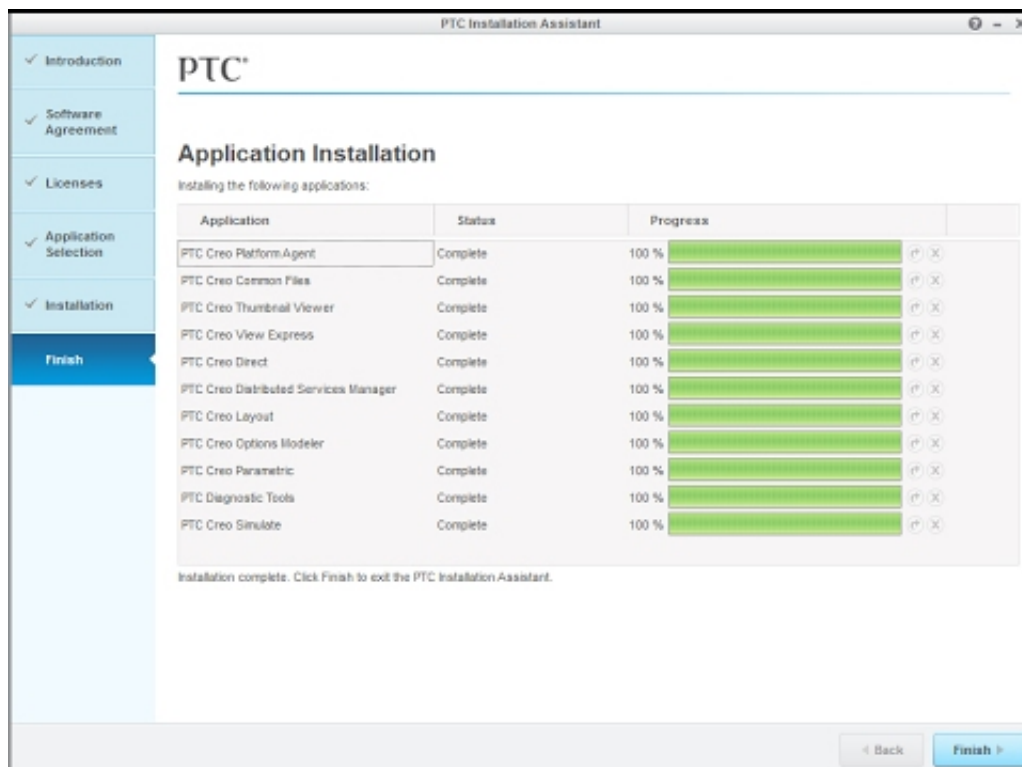 PTC Installation Assistant
Introduction
Software
Agreement
Licenses
Application
Selection
Installation
Finish
PTC®
Application Installation
Installing the following applications:
Application Status Progress
PTC Creo Platform Agent Complete 100 %
PTC Creo Common Files Complete 100 %
PTC Creo Thumbnail Viewer Complete 100 %
PTC Creo View Express Complete 100 %
PTC Creo Direct Complete 100 %
PTC Creo Distributed Services Manager Complete 100 %
PTC Creo Layout Complete 100 %
PTC Creo Options Modeler Complete 100 %
PTC Creo Parametric Complete 100 %
PTC Diagnostic Tools Complete 100 %
PTC Creo Simulate Complete 100 %
Installation complete. Click Finish to exit the PTC Installation Assistant.
Back Finish